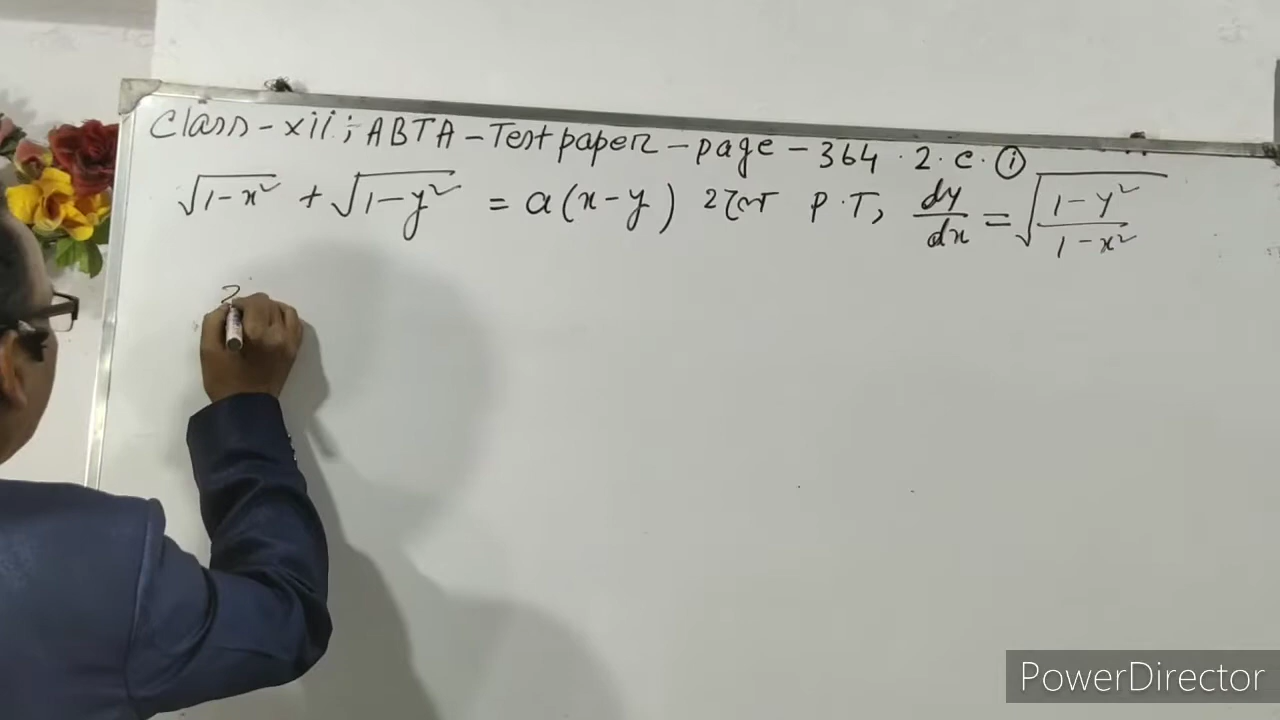 Class-xii; ABTA-Test paper-page-364.2.c.(i)
√1-x² + √1-y² = a(x-y) হলে P.T, dy/dx = √(1-y²)/(1-x²)
PowerDirector